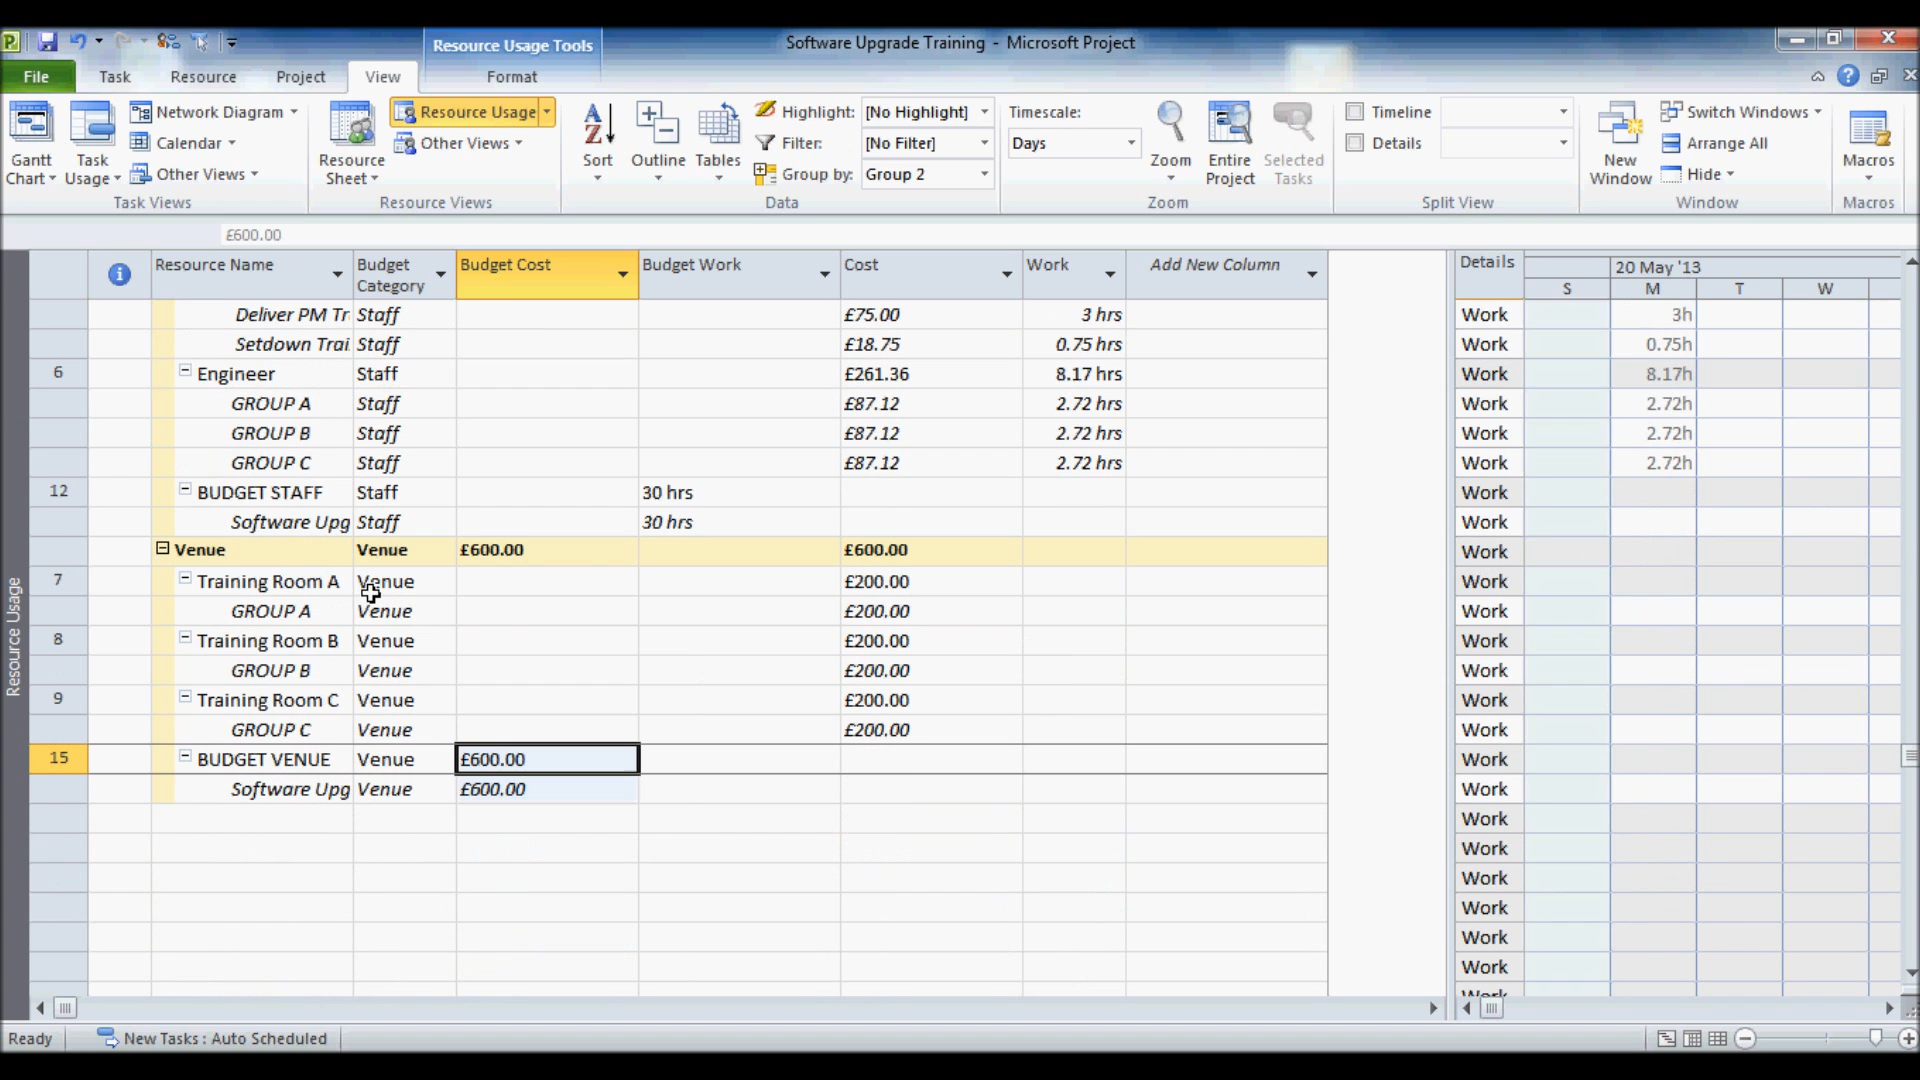 Resource Usage Tools
Software Upgrade Training - Microsoft Project
File Task Resource Project View Format
Gantt Chart
Task Usage
Network Diagram
Calendar
Other Views
Task Views
Resource Sheet
Resource Usage
Other Views
Resource Views
Sort
Outline
Tables
Highlight: [No Highlight]
Filter: [No Filter]
Group by: Group 2
Data
Timescale:
Days
Zoom
Entire Project
Selected Tasks
Zoom
Timeline
Details
Split View
New Window
Switch Windows
Arrange All
Hide
Window
Macros
Macros
£600.00
Resource Name Budget Category Budget Cost Budget Work Cost Work Add New Column Details 20 May '13
S M T W
Deliver PM Tr Staff £75.00 3 hrs Work 3h
Setdown Trai Staff £18.75 0.75 hrs Work 0.75h
6 Engineer Staff £261.36 8.17 hrs Work 8.17h
GROUP A Staff £87.12 2.72 hrs Work 2.72h
GROUP B Staff £87.12 2.72 hrs Work 2.72h
GROUP C Staff £87.12 2.72 hrs Work 2.72h
12 BUDGET STAFF Staff 30 hrs Work
Software Upg Staff 30 hrs Work
Venue Venue £600.00 £600.00 Work
7 Training Room A Venue £200.00 Work
GROUP A Venue £200.00 Work
8 Training Room B Venue £200.00 Work
GROUP B Venue £200.00 Work
9 Training Room C Venue £200.00 Work
GROUP C Venue £200.00 Work
15 BUDGET VENUE Venue £600.00 Work
Software Upg Venue £600.00 Work
Work
Work
Work
Work
Work
Work
Work
Resource Usage
Ready New Tasks : Auto Scheduled